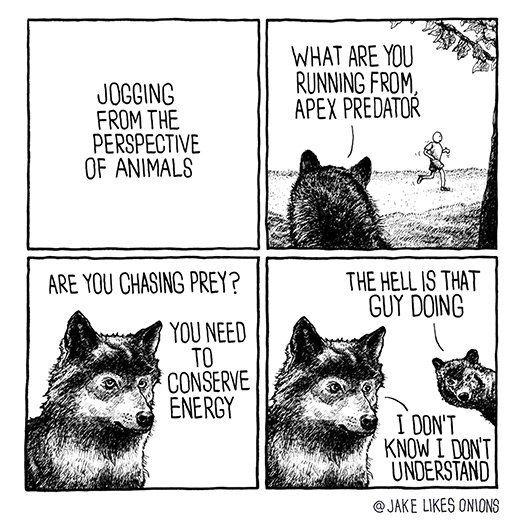 JOGGING
FROM THE
PERSPECTIVE
OF ANIMALS
WHAT ARE YOU
RUNNING FROM,
APEX PREDATOR
ARE YOU CHASING PREY?
YOU NEED
TO
CONSERVE
ENERGY
THE HELL IS THAT
GUY DOING
I DON'T
KNOW I DON'T
UNDERSTAND
@JAKE LIKES ONIONS